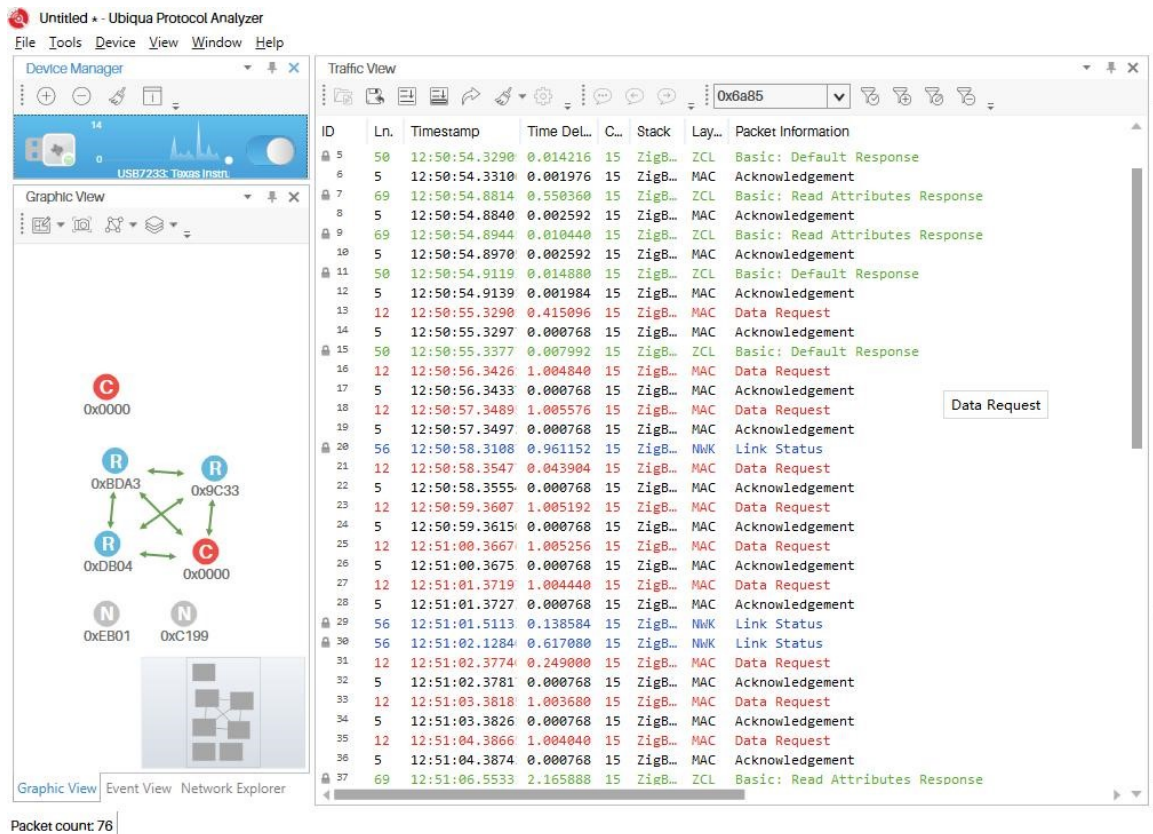 Untitled * - Ubiqua Protocol Analyzer
File Tools Device View Window Help
Device Manager
14
0
USB7233: Texas Instr.
Graphic View
C
0x0000
R
0xBDA3
R
0x9C33
R
0xDB04
C
0x0000
N
0xEB01
N
0xC199
Graphic View Event View Network Explorer
Packet count: 76
Traffic View
0x6a85
ID Ln. Timestamp Time Del... C... Stack Lay... Packet Information
5 50 12:50:54.3290 0.014216 15 ZigB... ZCL Basic: Default Response
6 5 12:50:54.3310 0.001976 15 ZigB... MAC Acknowledgement
7 69 12:50:54.8814 0.550360 15 ZigB... ZCL Basic: Read Attributes Response
8 5 12:50:54.8840 0.002592 15 ZigB... MAC Acknowledgement
9 69 12:50:54.8944 0.010440 15 ZigB... ZCL Basic: Read Attributes Response
10 5 12:50:54.8970 0.002592 15 ZigB... MAC Acknowledgement
11 50 12:50:54.9119 0.014880 15 ZigB... ZCL Basic: Default Response
12 5 12:50:54.9139 0.001984 15 ZigB... MAC Acknowledgement
13 12 12:50:55.3290 0.415096 15 ZigB... MAC Data Request
14 5 12:50:55.3297 0.000768 15 ZigB... MAC Acknowledgement
15 50 12:50:55.3377 0.007992 15 ZigB... ZCL Basic: Default Response
16 12 12:50:56.3426 1.004840 15 ZigB... MAC Data Request
17 5 12:50:56.3433 0.000768 15 ZigB... MAC Acknowledgement
18 12 12:50:57.3489 1.005576 15 ZigB... MAC Data Request
19 5 12:50:57.3497 0.000768 15 ZigB... MAC Acknowledgement
20 56 12:50:58.3108 0.961152 15 ZigB... NWK Link Status
21 12 12:50:58.3547 0.043904 15 ZigB... MAC Data Request
22 5 12:50:58.3555 0.000768 15 ZigB... MAC Acknowledgement
23 12 12:50:59.3607 1.005192 15 ZigB... MAC Data Request
24 5 12:50:59.3615 0.000768 15 ZigB... MAC Acknowledgement
25 12 12:51:00.3667 1.005256 15 ZigB... MAC Data Request
26 5 12:51:00.3675 0.000768 15 ZigB... MAC Acknowledgement
27 12 12:51:01.3719 1.004440 15 ZigB... MAC Data Request
28 5 12:51:01.3727 0.000768 15 ZigB... MAC Acknowledgement
29 56 12:51:01.5113 0.138584 15 ZigB... NWK Link Status
30 56 12:51:02.1284 0.617080 15 ZigB... NWK Link Status
31 12 12:51:02.3774 0.249000 15 ZigB... MAC Data Request
32 5 12:51:02.3781 0.000768 15 ZigB... MAC Acknowledgement
33 12 12:51:03.3818 1.003680 15 ZigB... MAC Data Request
34 5 12:51:03.3826 0.000768 15 ZigB... MAC Acknowledgement
35 12 12:51:04.3866 1.004040 15 ZigB... MAC Data Request
36 5 12:51:04.3874 0.000768 15 ZigB... MAC Acknowledgement
37 69 12:51:06.5533 2.165888 15 ZigB... ZCL Basic: Read Attributes Response
Data Request